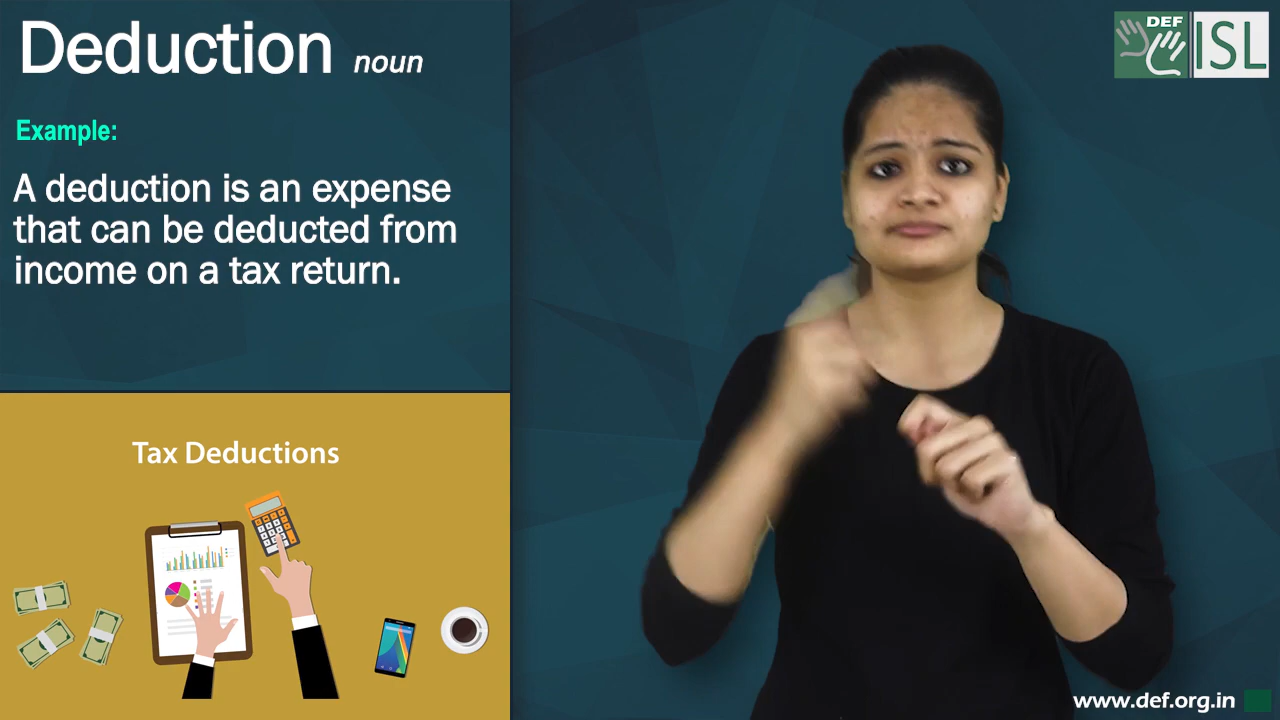 Deduction noun
Example:
A deduction is an expense
that can be deducted from
income on a tax return.
Tax Deductions
DEF
ISL
www.def.org.in